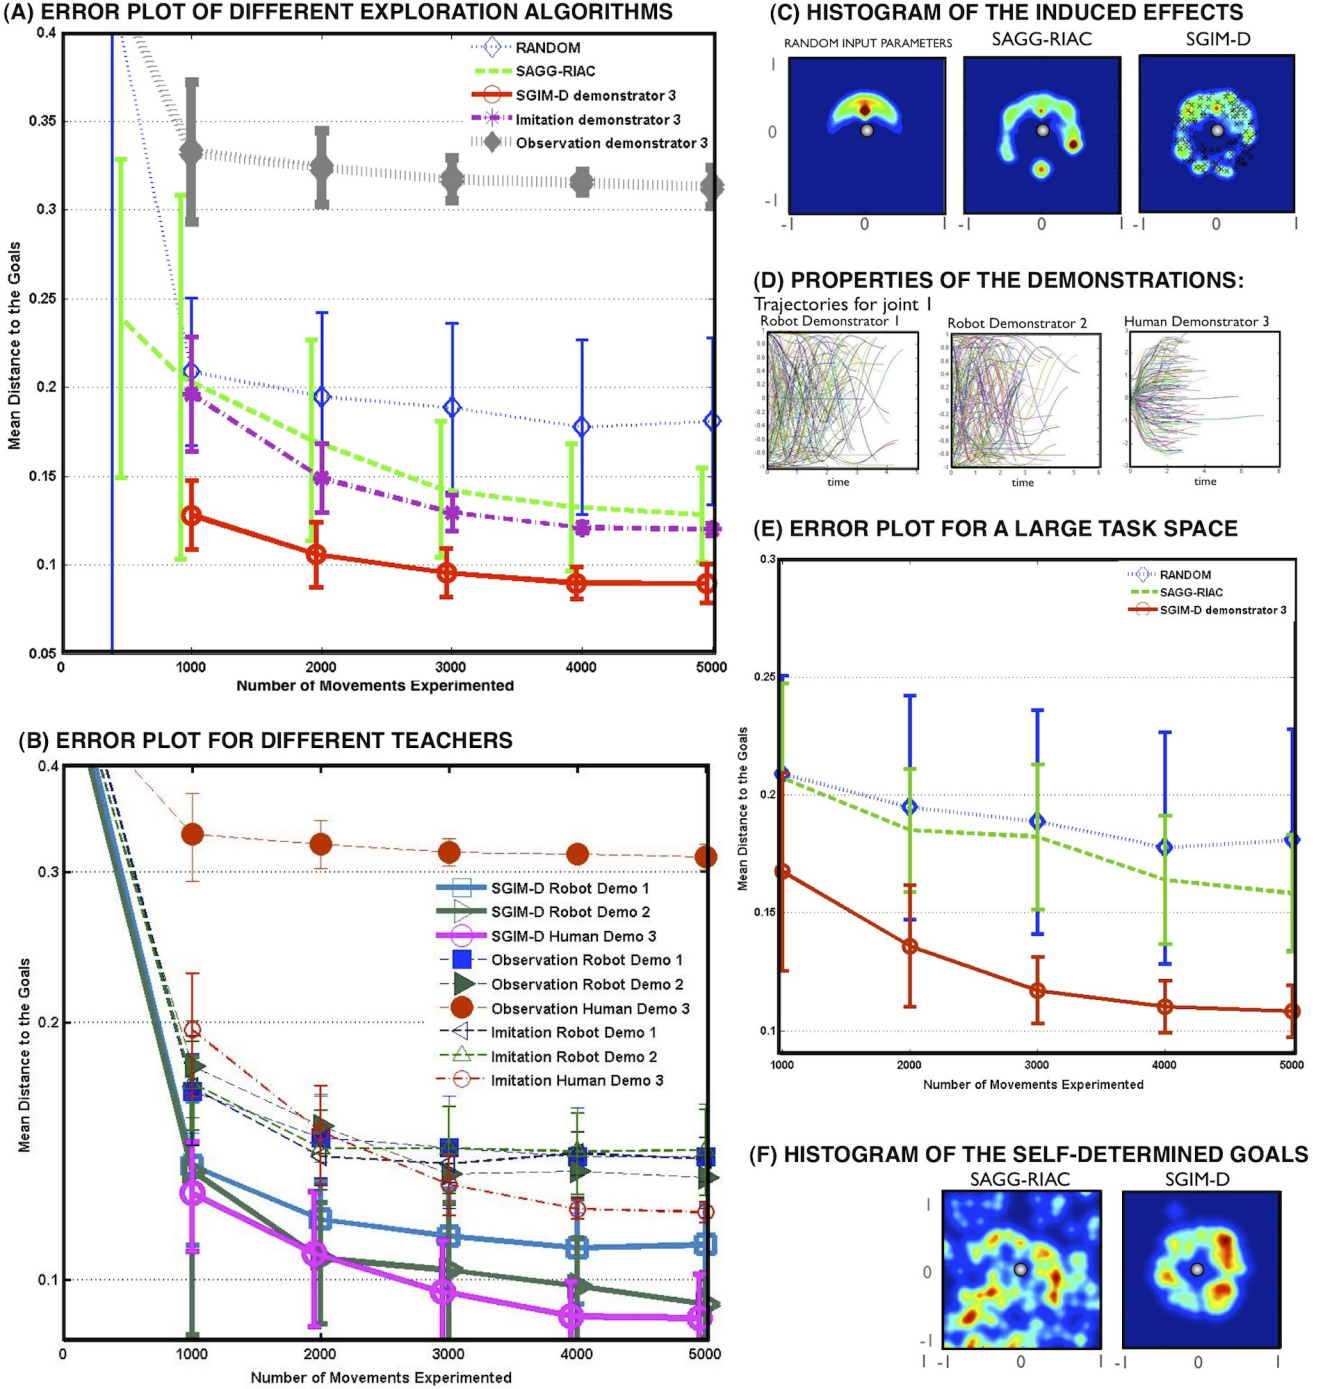 (A) ERROR PLOT OF DIFFERENT EXPLORATION ALGORITHMS
0.4
0.35
0.3
0.25
0.2
0.15
0.1
0.05
Mean Distance to the Goals
RANDOM
SAGG-RIAC
SGIM-D demonstrator 3
Imitation demonstrator 3
Observation demonstrator 3
0 1000 2000 3000 4000 5000
Number of Movements Experimented
(B) ERROR PLOT FOR DIFFERENT TEACHERS
0.4
0.3
0.2
0.1
Mean Distance to the Goals
SGIM-D Robot Demo 1
SGIM-D Robot Demo 2
SGIM-D Human Demo 3
Observation Robot Demo 1
Observation Robot Demo 2
Observation Human Demo 3
Imitation Robot Demo 1
Imitation Robot Demo 2
Imitation Human Demo 3
0 1000 2000 3000 4000 5000
Number of Movements Experimented
(C) HISTOGRAM OF THE INDUCED EFFECTS
RANDOM INPUT PARAMETERS SAGG-RIAC SGIM-D
1
0
-1
-1 0 1 -1 0 1 -1 0 1
(D) PROPERTIES OF THE DEMONSTRATIONS:
Trajectories for joint 1
Robot Demonstrator 1 Robot Demonstrator 2 Human Demonstrator 3
time time time
(E) ERROR PLOT FOR A LARGE TASK SPACE
0.3
0.25
0.2
0.15
0.1
Mean Distance to the Goals
RANDOM
SAGG-RIAC
SGIM-D demonstrator 3
1000 2000 3000 4000 5000
Number of Movements Experimented
(F) HISTOGRAM OF THE SELF-DETERMINED GOALS
SAGG-RIAC SGIM-D
1
0
-1
1 -1 0 1 -1 0 1